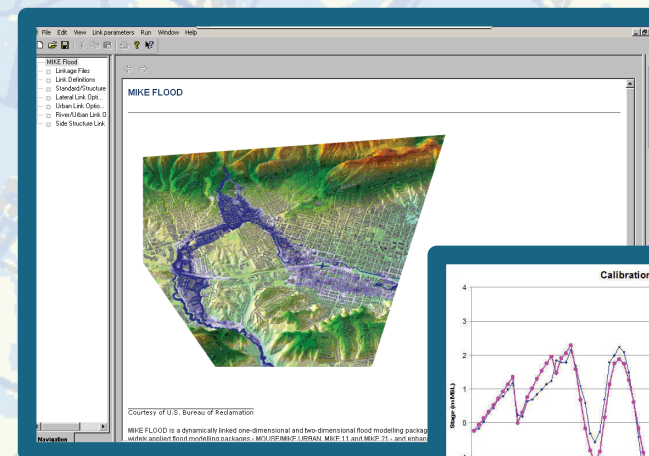 File Edit View Link parameters Run Window Help
MIKE Flood
Linkage Files
Link Definitions
Standard/Structure
Lateral Link Opti...
Urban Link Optio...
River/Urban Link O
Side Structure Link
Navigation
MIKE FLOOD
Courtesy of U.S. Bureau of Reclamation
MIKE FLOOD is a dynamically linked one-dimensional and two-dimensional flood modelling packag
widely applied flood modelling packages - MOUSE/MIKE URBAN, MIKE 11 and MIKE 21 - and enhan
Calibration
4
3
2
1
0
Stage (m MSL)